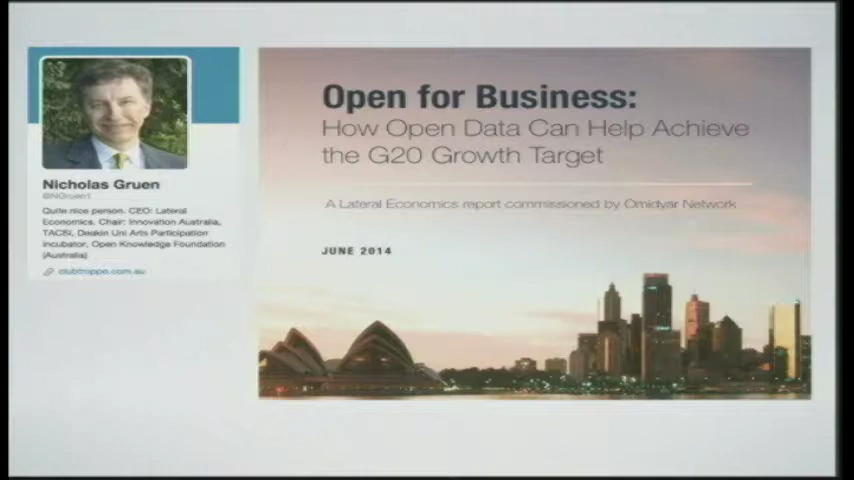 Nicholas Gruen
@NGruen1
Quite nice person. CEO: Lateral
Economics. Chair: Innovation Australia,
TACSI, Deakin Uni Arts Participation
Incubator, Open Knowledge Foundation
(Australia)
clubtroppo.com.au
Open for Business:
How Open Data Can Help Achieve
the G20 Growth Target
A Lateral Economics report commissioned by Omidyar Network
JUNE 2014